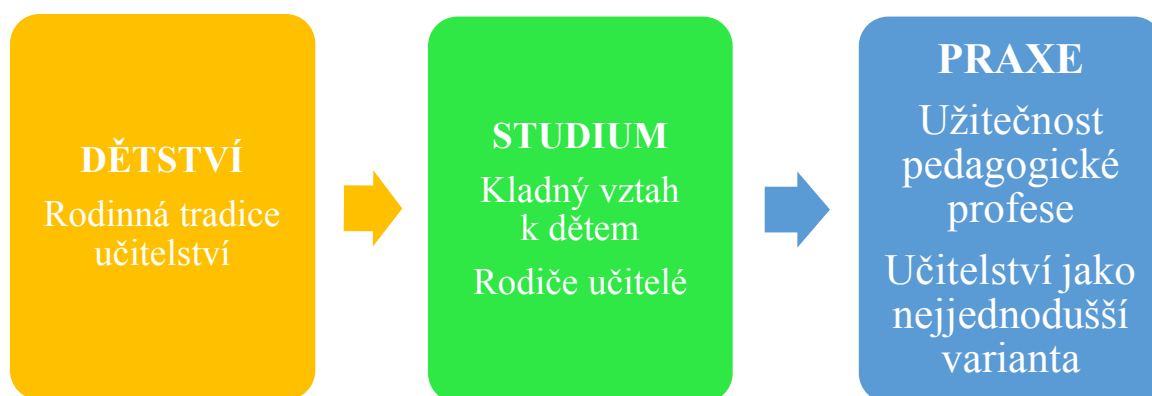 DĚTSTVÍ
Rodinná tradice
učitelství
STUDIUM
Kladný vztah
k dětem
Rodiče učitelé
PRAXE
Užitečnost
pedagogické
profese
Učitelství jako
nejjednodušší
varianta